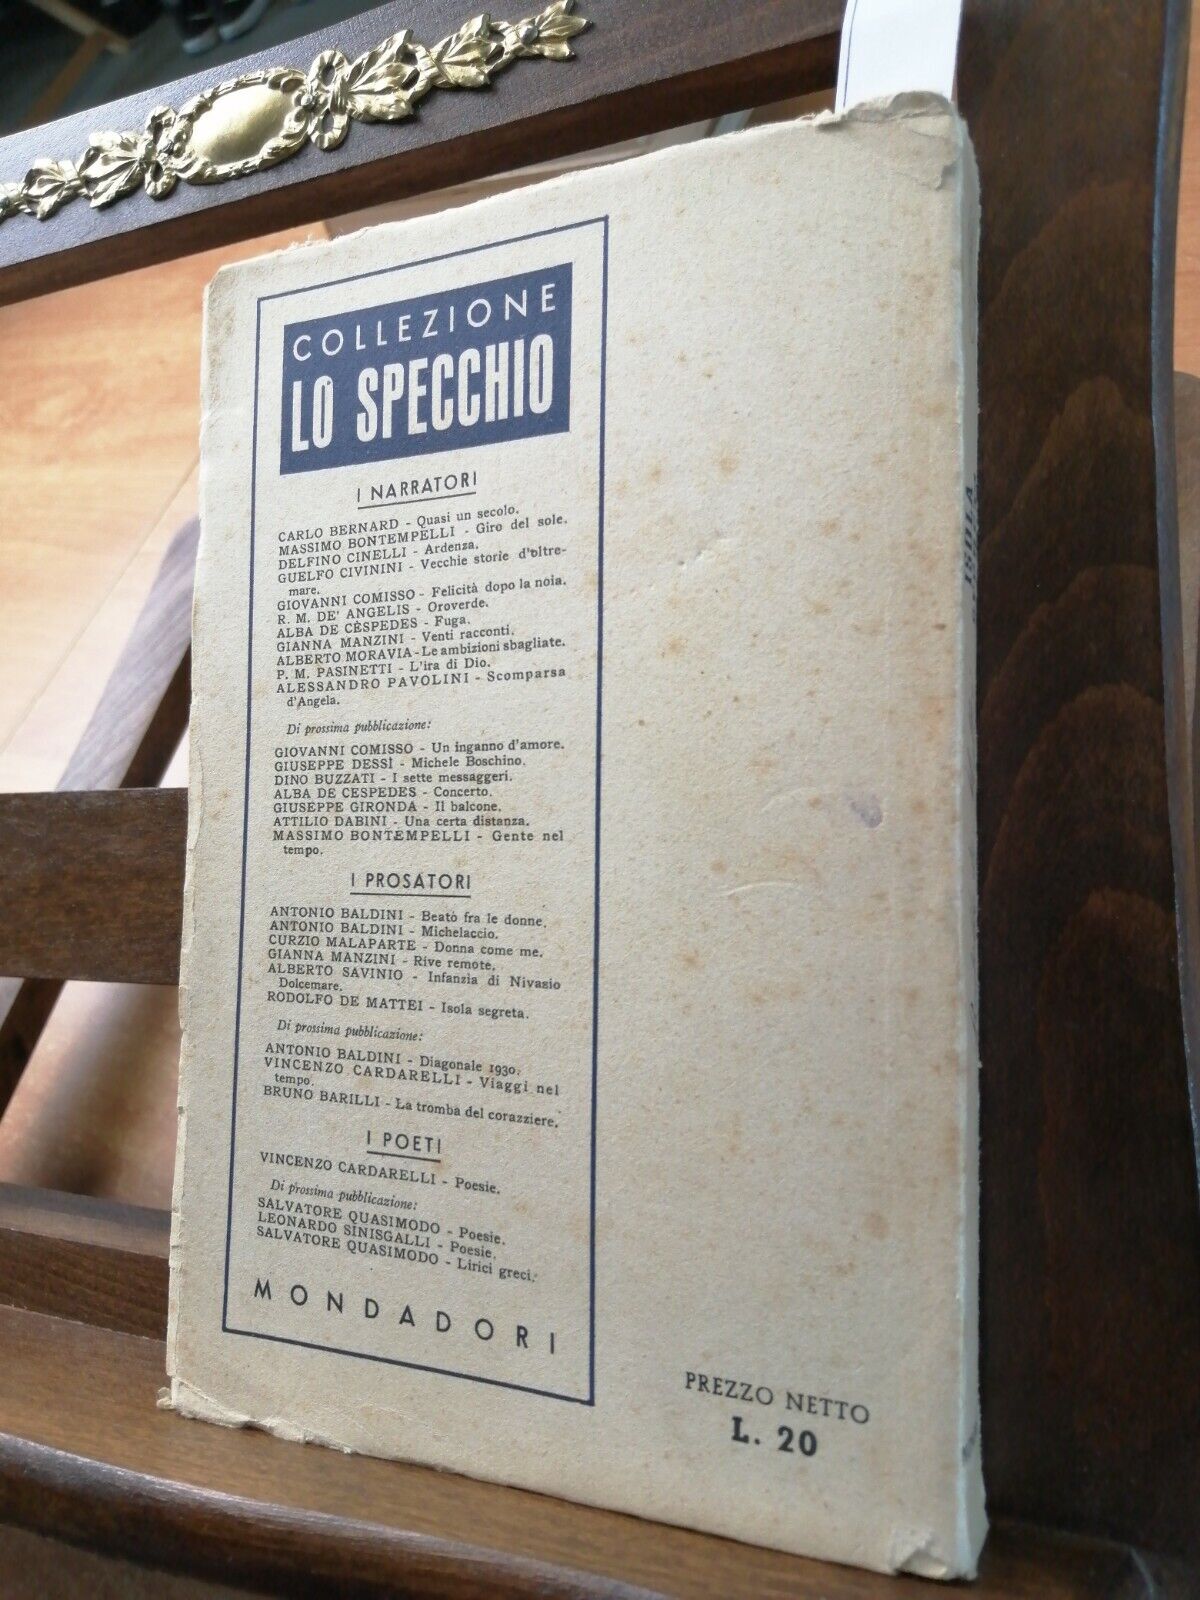 COLLEZIONE
LO SPECCHIO
I NARRATORI
CARLO BERNARD - Quasi un secolo.
MASSIMO BONTEMPELLI - Giro del sole.
DELFINO CINELLI - Ardenza.
GUELFO CIVININI - Vecchie storie d'oltre-
mare.
GIOVANNI COMISSO - Felicità dopo la noia.
R. M. DE' ANGELIS - Oroverde.
ALBA DE CÈSPEDES - Fuga.
GIANNA MANZINI - Venti racconti.
ALBERTO MORAVIA - Le ambizioni sbagliate.
P. M. PASINETTI - L'ira di Dio.
ALESSANDRO PAVOLINI - Scomparsa
d'Angela.
Di prossima pubblicazione:
GIOVANNI COMISSO - Un inganno d'amore.
GIUSEPPE DESSÌ - Michele Boschino.
DINO BUZZATI - I sette messaggeri.
ALBA DE CESPEDES - Concerto.
GIUSEPPE GIRONDA - Il balcone.
ATTILIO DABINI - Una certa distanza.
MASSIMO BONTEMPELLI - Gente nel
tempo.
I PROSATORI
ANTONIO BALDINI - Beato fra le donne.
ANTONIO BALDINI - Michelaccio.
CURZIO MALAPARTE - Donna come me.
GIANNA MANZINI - Rive remote.
ALBERTO SAVINIO - Infanzia di Nivasio
Dolcemare.
RODOLFO DE MATTEI - Isola segreta.
Di prossima pubblicazione:
ANTONIO BALDINI - Diagonale 1930.
VINCENZO CARDARELLI - Viaggi nel
tempo.
BRUNO BARILLI - La tromba del corazziere.
I POETI
VINCENZO CARDARELLI - Poesie.
Di prossima pubblicazione:
SALVATORE QUASIMODO - Poesie.
LEONARDO SINISGALLI - Poesie.
SALVATORE QUASIMODO - Lirici greci.
MONDADORI
PREZZO NETTO
L. 20
ISOLA